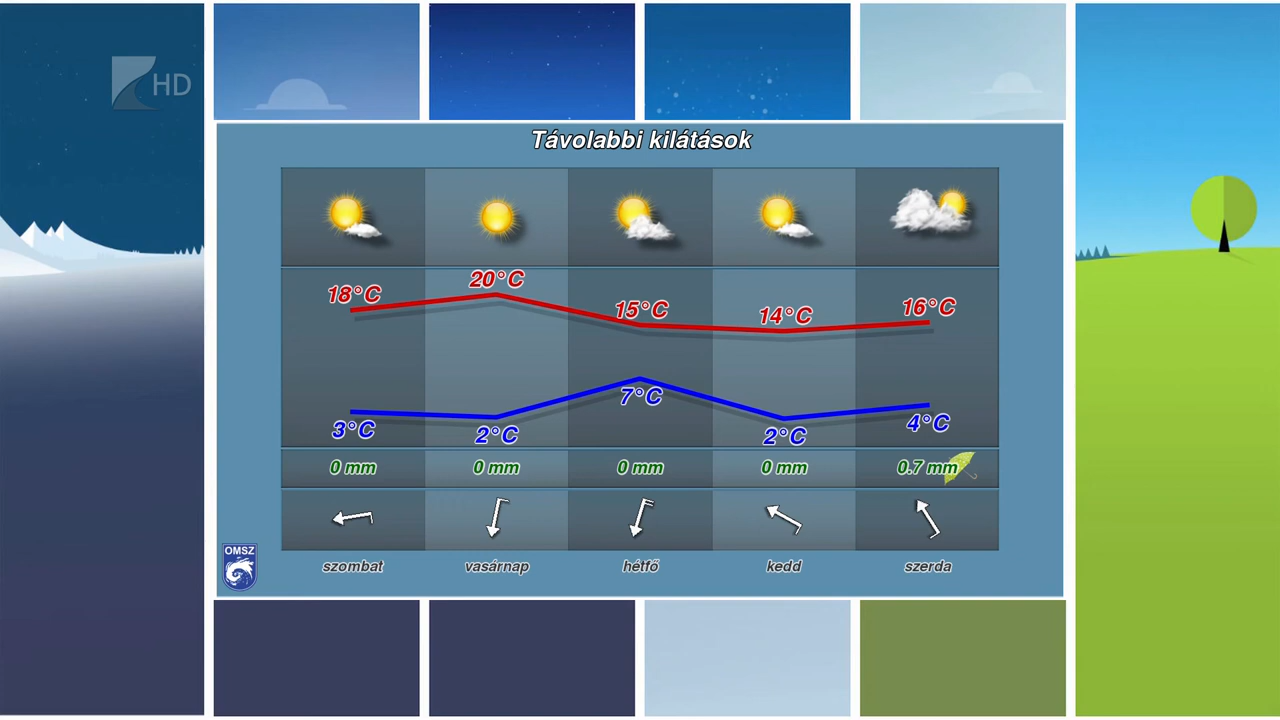 HD
Távolabbi kilátások
18°C 20°C 15°C 14°C 16°C
3°C 2°C 7°C 2°C 4°C
0 mm 0 mm 0 mm 0 mm 0.7 mm
OMSZ
szombat vasárnap hétfő kedd szerda